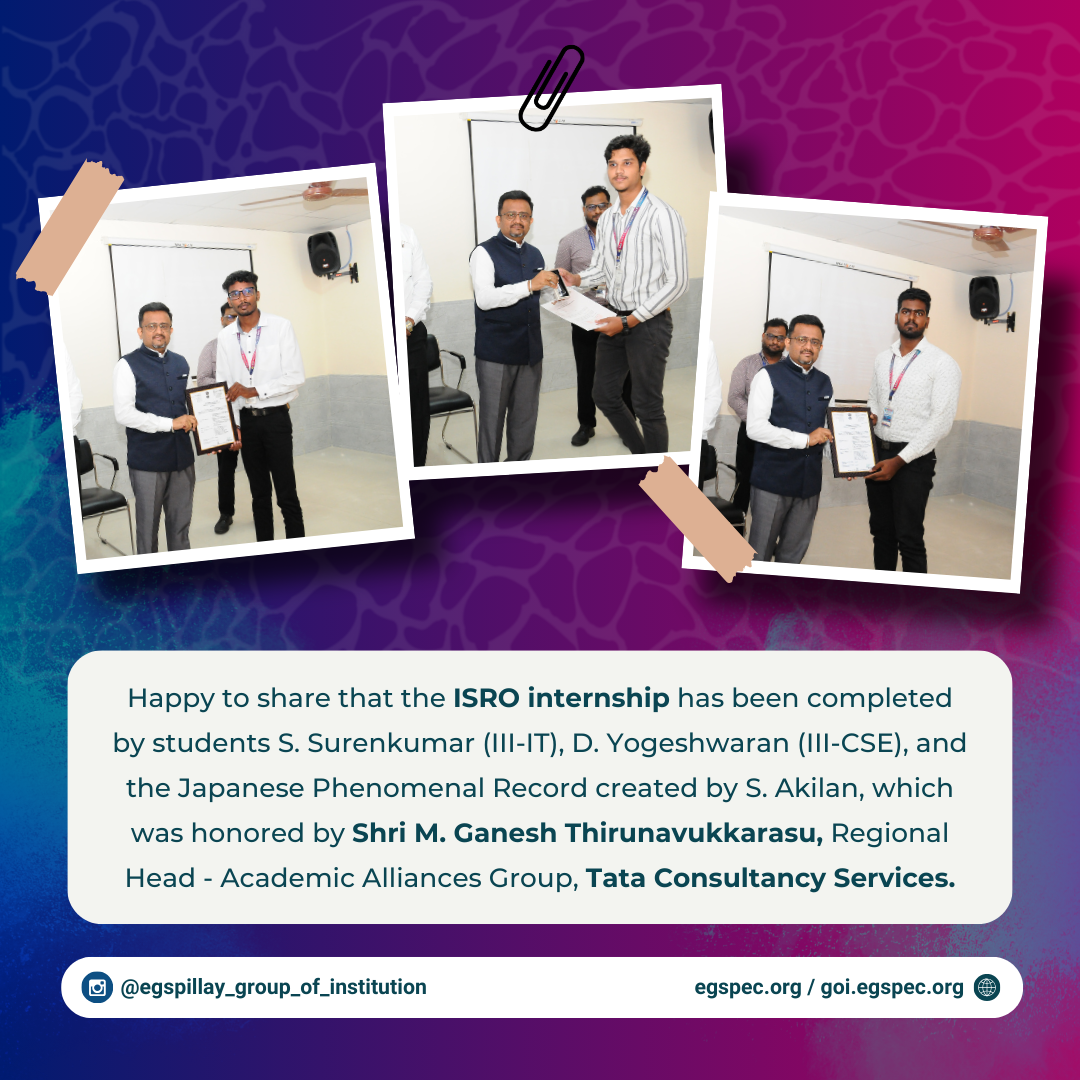 Happy to share that the ISRO internship has been completed
by students S. Surenkumar (III-IT), D. Yogeshwaran (III-CSE), and
the Japanese Phenomenal Record created by S. Akilan, which
was honored by Shri M. Ganesh Thirunavukkarasu, Regional
Head - Academic Alliances Group, Tata Consultancy Services.
@egspillay_group_of_institution
egspec.org / goi.egspec.org